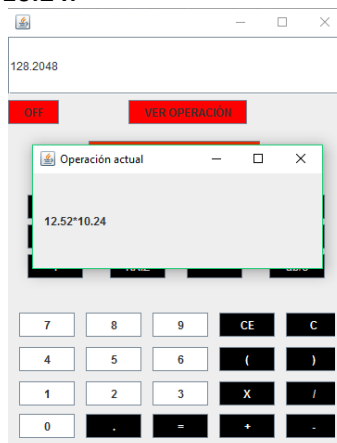 128.2048
OFF VER OPERACIÓN
Operación actual
12.52*10.24
7 8 9 CE C
4 5 6 ( )
1 2 3 X /
0 . = + -